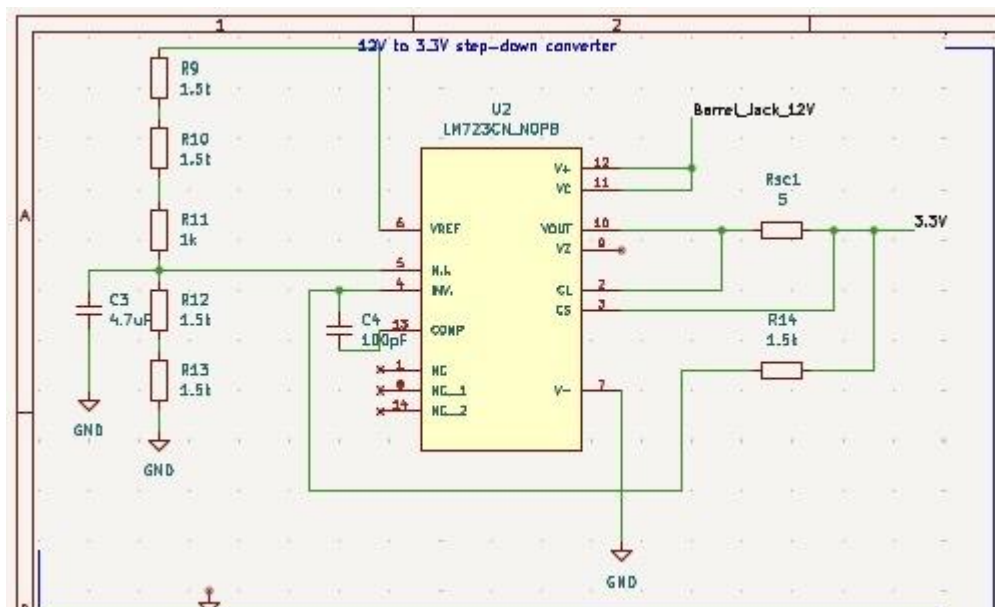 1
2
12V to 3.3V step-down converter
R9
1.5k
R10
1.5k
R11
1k
R12
1.5k
R13
1.5k
C3
4.7uF
GND
GND
U2
LM723CN_NOPB
Barrel_Jack_12V
V+
12
VC
11
Rsc1
5
A
6
VREF
VOUT
10
3.3V
VZ
9
5
N.I.
4
INV.
CL
2
CS
3
C4
100pF
13
COMP
R14
1.5k
1
NC
8
NC_1
14
NC_2
V-
7
GND